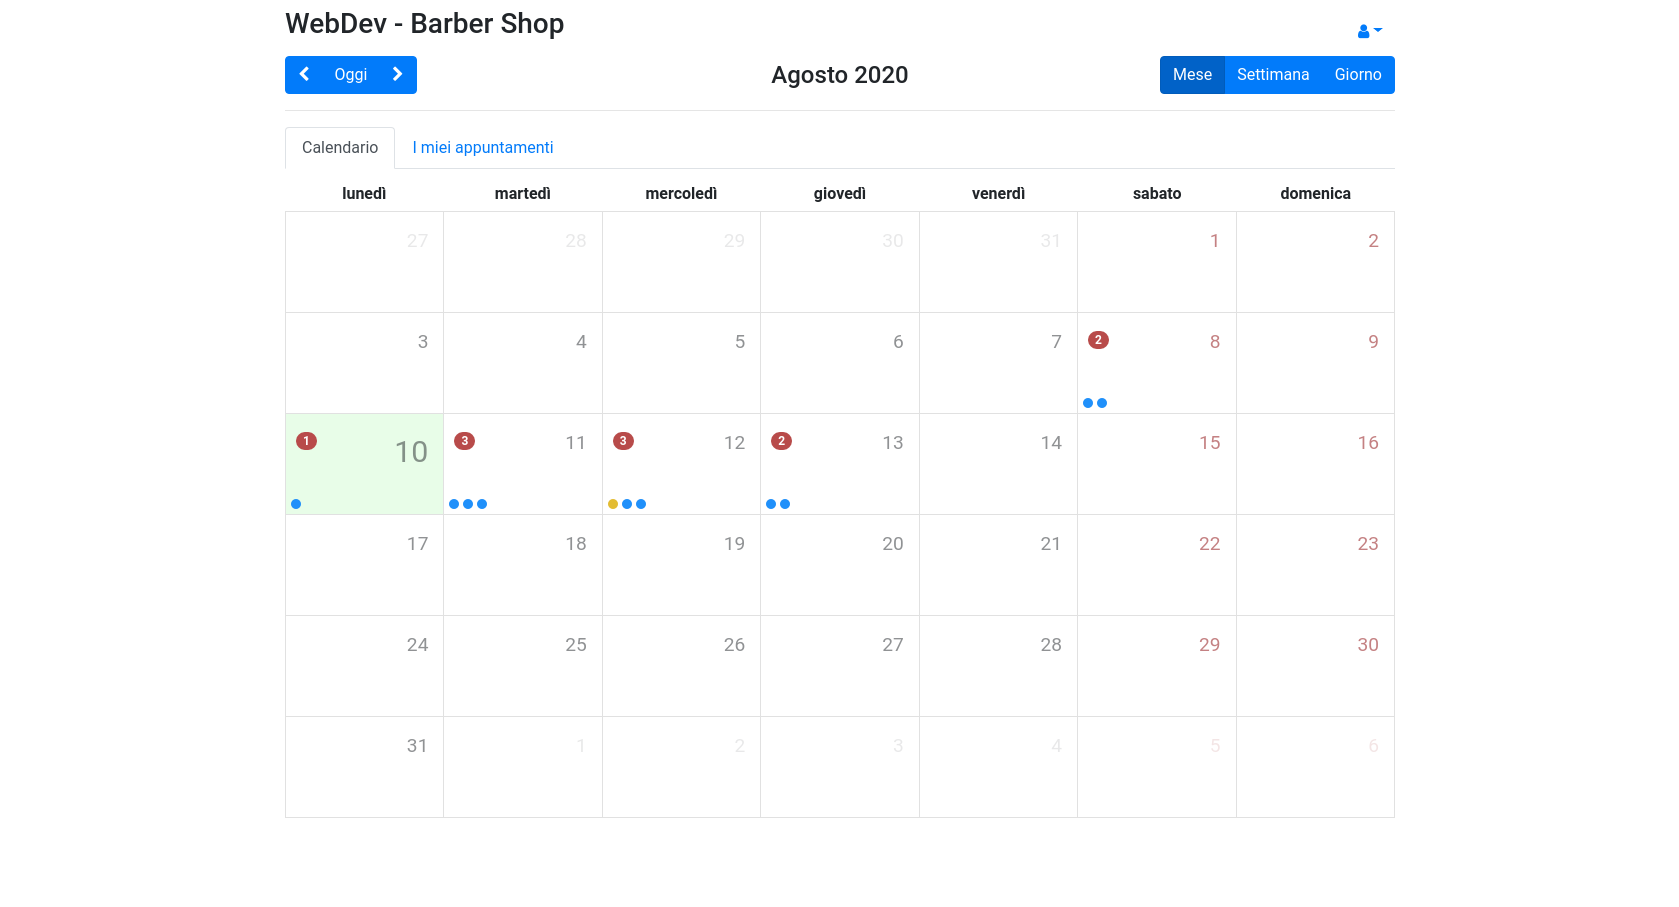 WebDev - Barber Shop
Oggi
Agosto 2020
Mese Settimana Giorno
Calendario I miei appuntamenti
lunedì martedì mercoledì giovedì venerdì sabato domenica
27 28 29 30 31 1 2
3 4 5 6 7 2 8 9
1 10 3 11 3 12 2 13 14 15 16
17 18 19 20 21 22 23
24 25 26 27 28 29 30
31 1 2 3 4 5 6